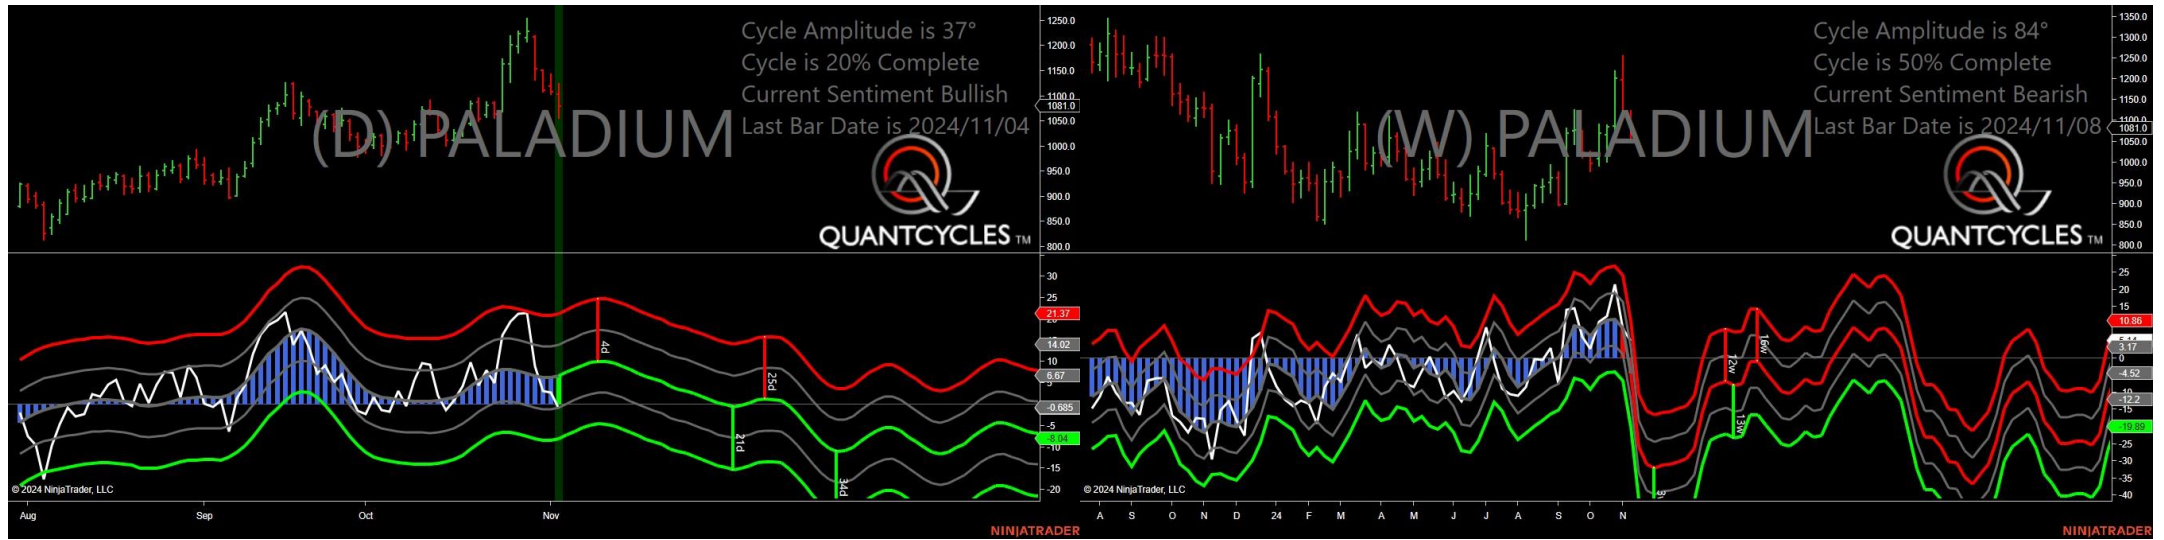 Cycle Amplitude is 37°
Cycle is 20% Complete
Current Sentiment Bullish
Last Bar Date is 2024/11/04
(D) PALADIUM
QUANTCYCLES TM
1250.0
1200.0
1150.0
1100.0
1081.0
1050.0
1000.0
950.0
900.0
850.0
800.0
30
25
21.37
14.02
10
6.67
-0.685
-5
-8.04
-10
-15
-20
4d
25d
21d
34d
© 2024 NinjaTrader, LLC
Aug
Sep
Oct
Nov
NINJATRADER
Cycle Amplitude is 84°
Cycle is 50% Complete
Current Sentiment Bearish
Last Bar Date is 2024/11/08
(W) PALADIUM
QUANTCYCLES TM
1350.0
1300.0
1250.0
1200.0
1150.0
1081.0
1050.0
1000.0
950.0
900.0
850.0
800.0
25
20
15
10.86
3.17
0
-4.52
-12.2
-15
-19.89
-25
-30
-35
-40
12w
16w
13w
© 2024 NinjaTrader, LLC
A S O N D 24 F M A M J J A S O N
NINJATRADER